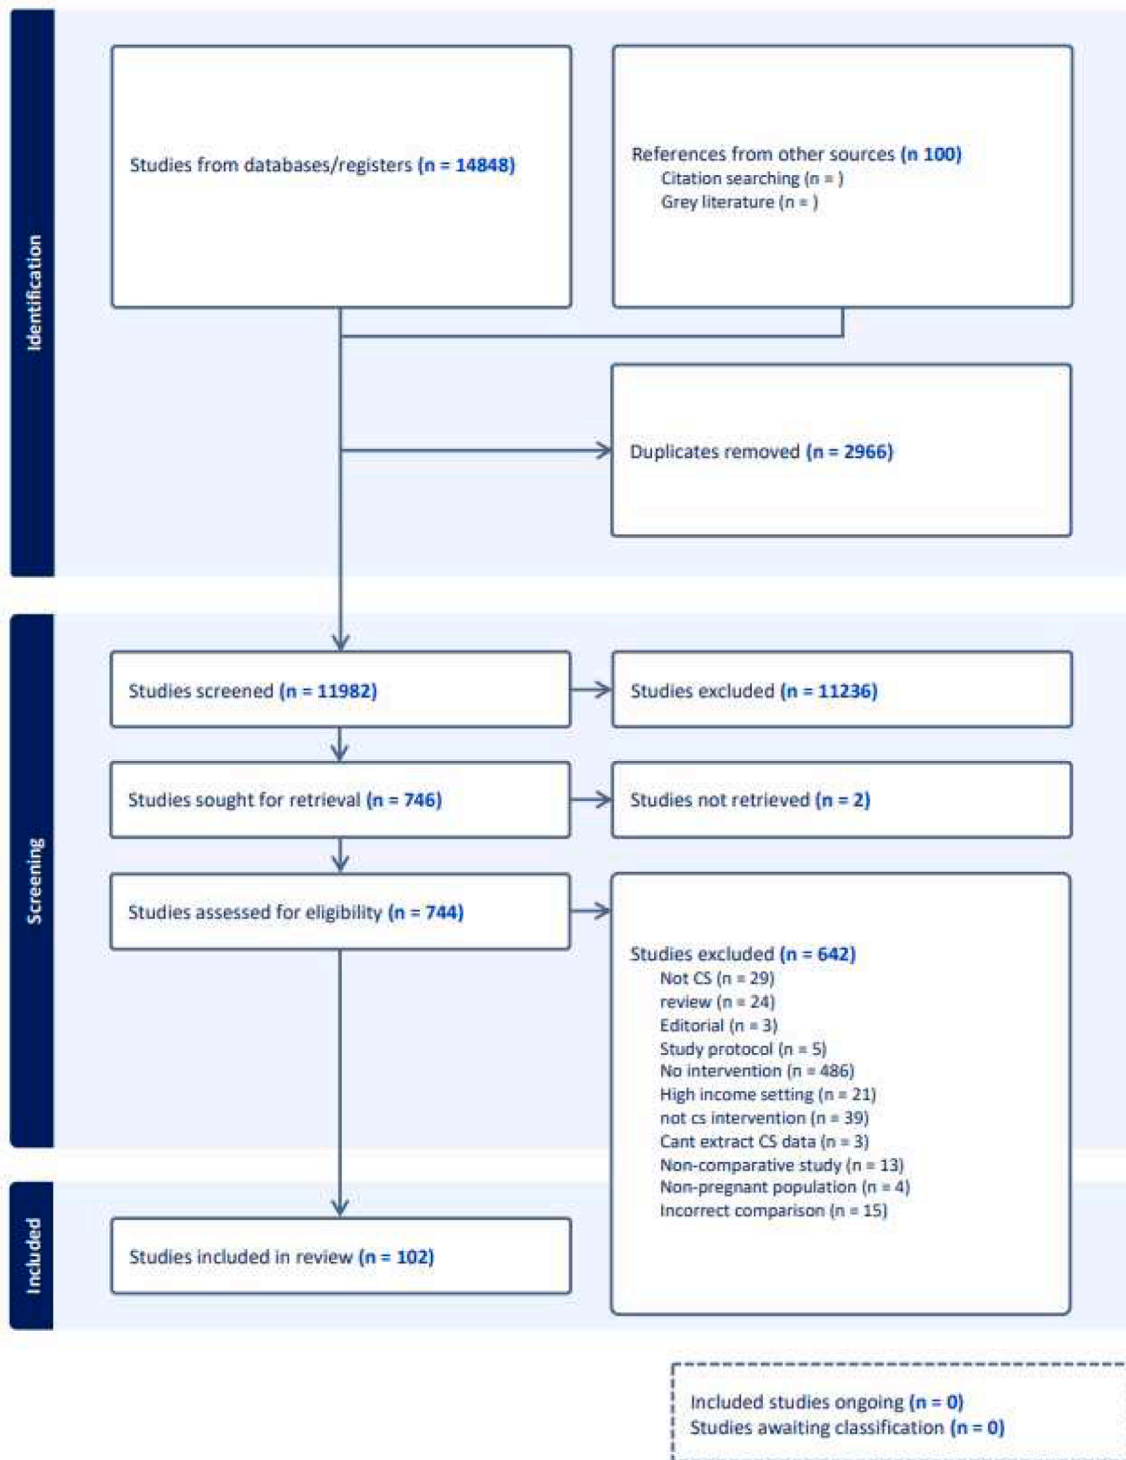 Identification
Studies from databases/registers (n = 14848)
References from other sources (n 100)
Citation searching (n = )
Grey literature (n = )
Duplicates removed (n = 2966)
Screening
Studies screened (n = 11982)
Studies excluded (n = 11236)
Studies sought for retrieval (n = 746)
Studies not retrieved (n = 2)
Studies assessed for eligibility (n = 744)
Studies excluded (n = 642)
Not CS (n = 29)
review (n = 24)
Editorial (n = 3)
Study protocol (n = 5)
No intervention (n = 486)
High income setting (n = 21)
not cs intervention (n = 39)
Cant extract CS data (n = 3)
Non-comparative study (n = 13)
Non-pregnant population (n = 4)
Incorrect comparison (n = 15)
Included
Studies included in review (n = 102)
Included studies ongoing (n = 0)
Studies awaiting classification (n = 0)